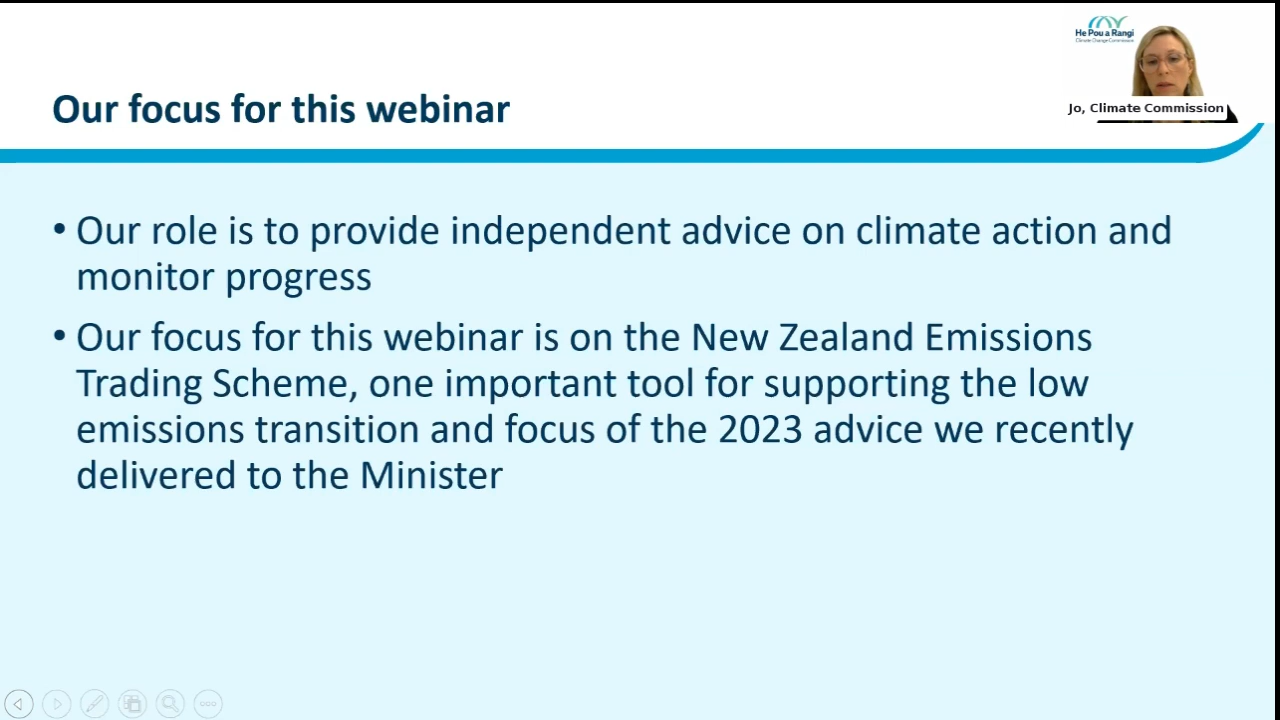 He Pou a Rangi
Climate Change Commission
Our focus for this webinar
Jo, Climate Commission
• Our role is to provide independent advice on climate action and
monitor progress
• Our focus for this webinar is on the New Zealand Emissions
Trading Scheme, one important tool for supporting the low
emissions transition and focus of the 2023 advice we recently
delivered to the Minister